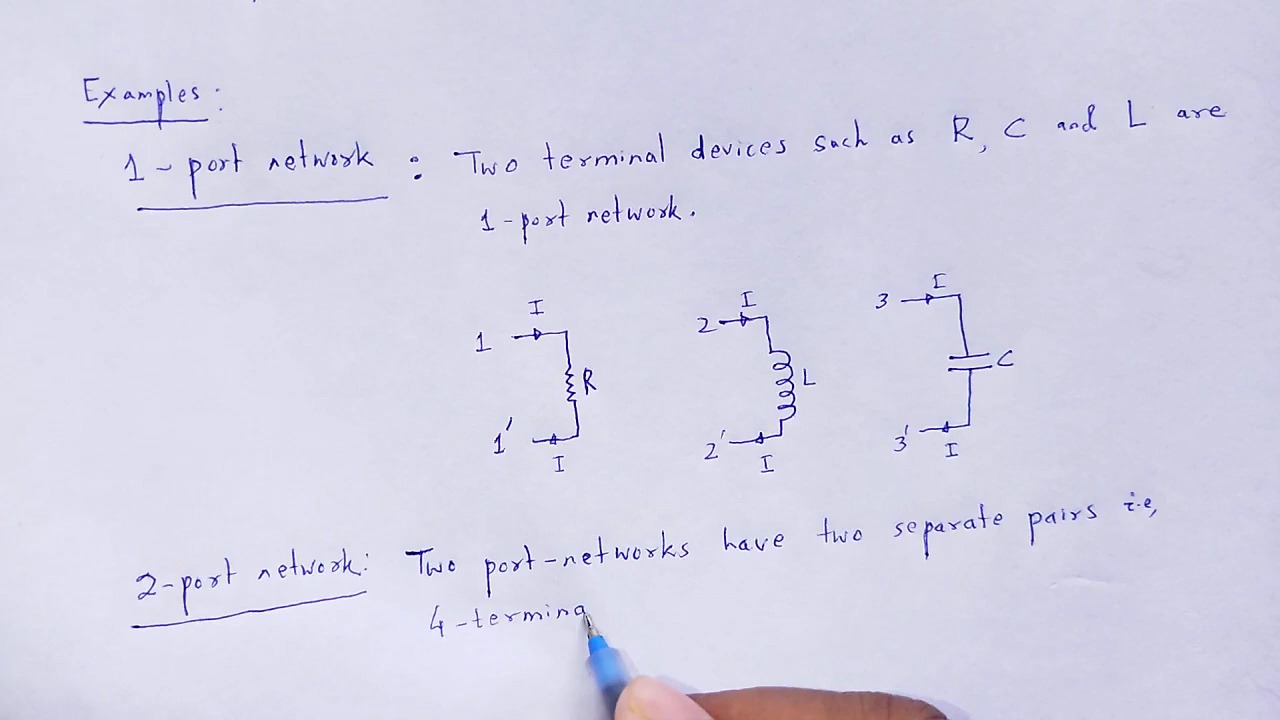 Examples:
1-port network : Two terminal devices such as R, C and L are
1-port network.
I
1
R
1'
I
I
2
L
2'
I
I
3
C
3'
I
2-port network: Two port-networks have two separate pairs i.e,
4-termina